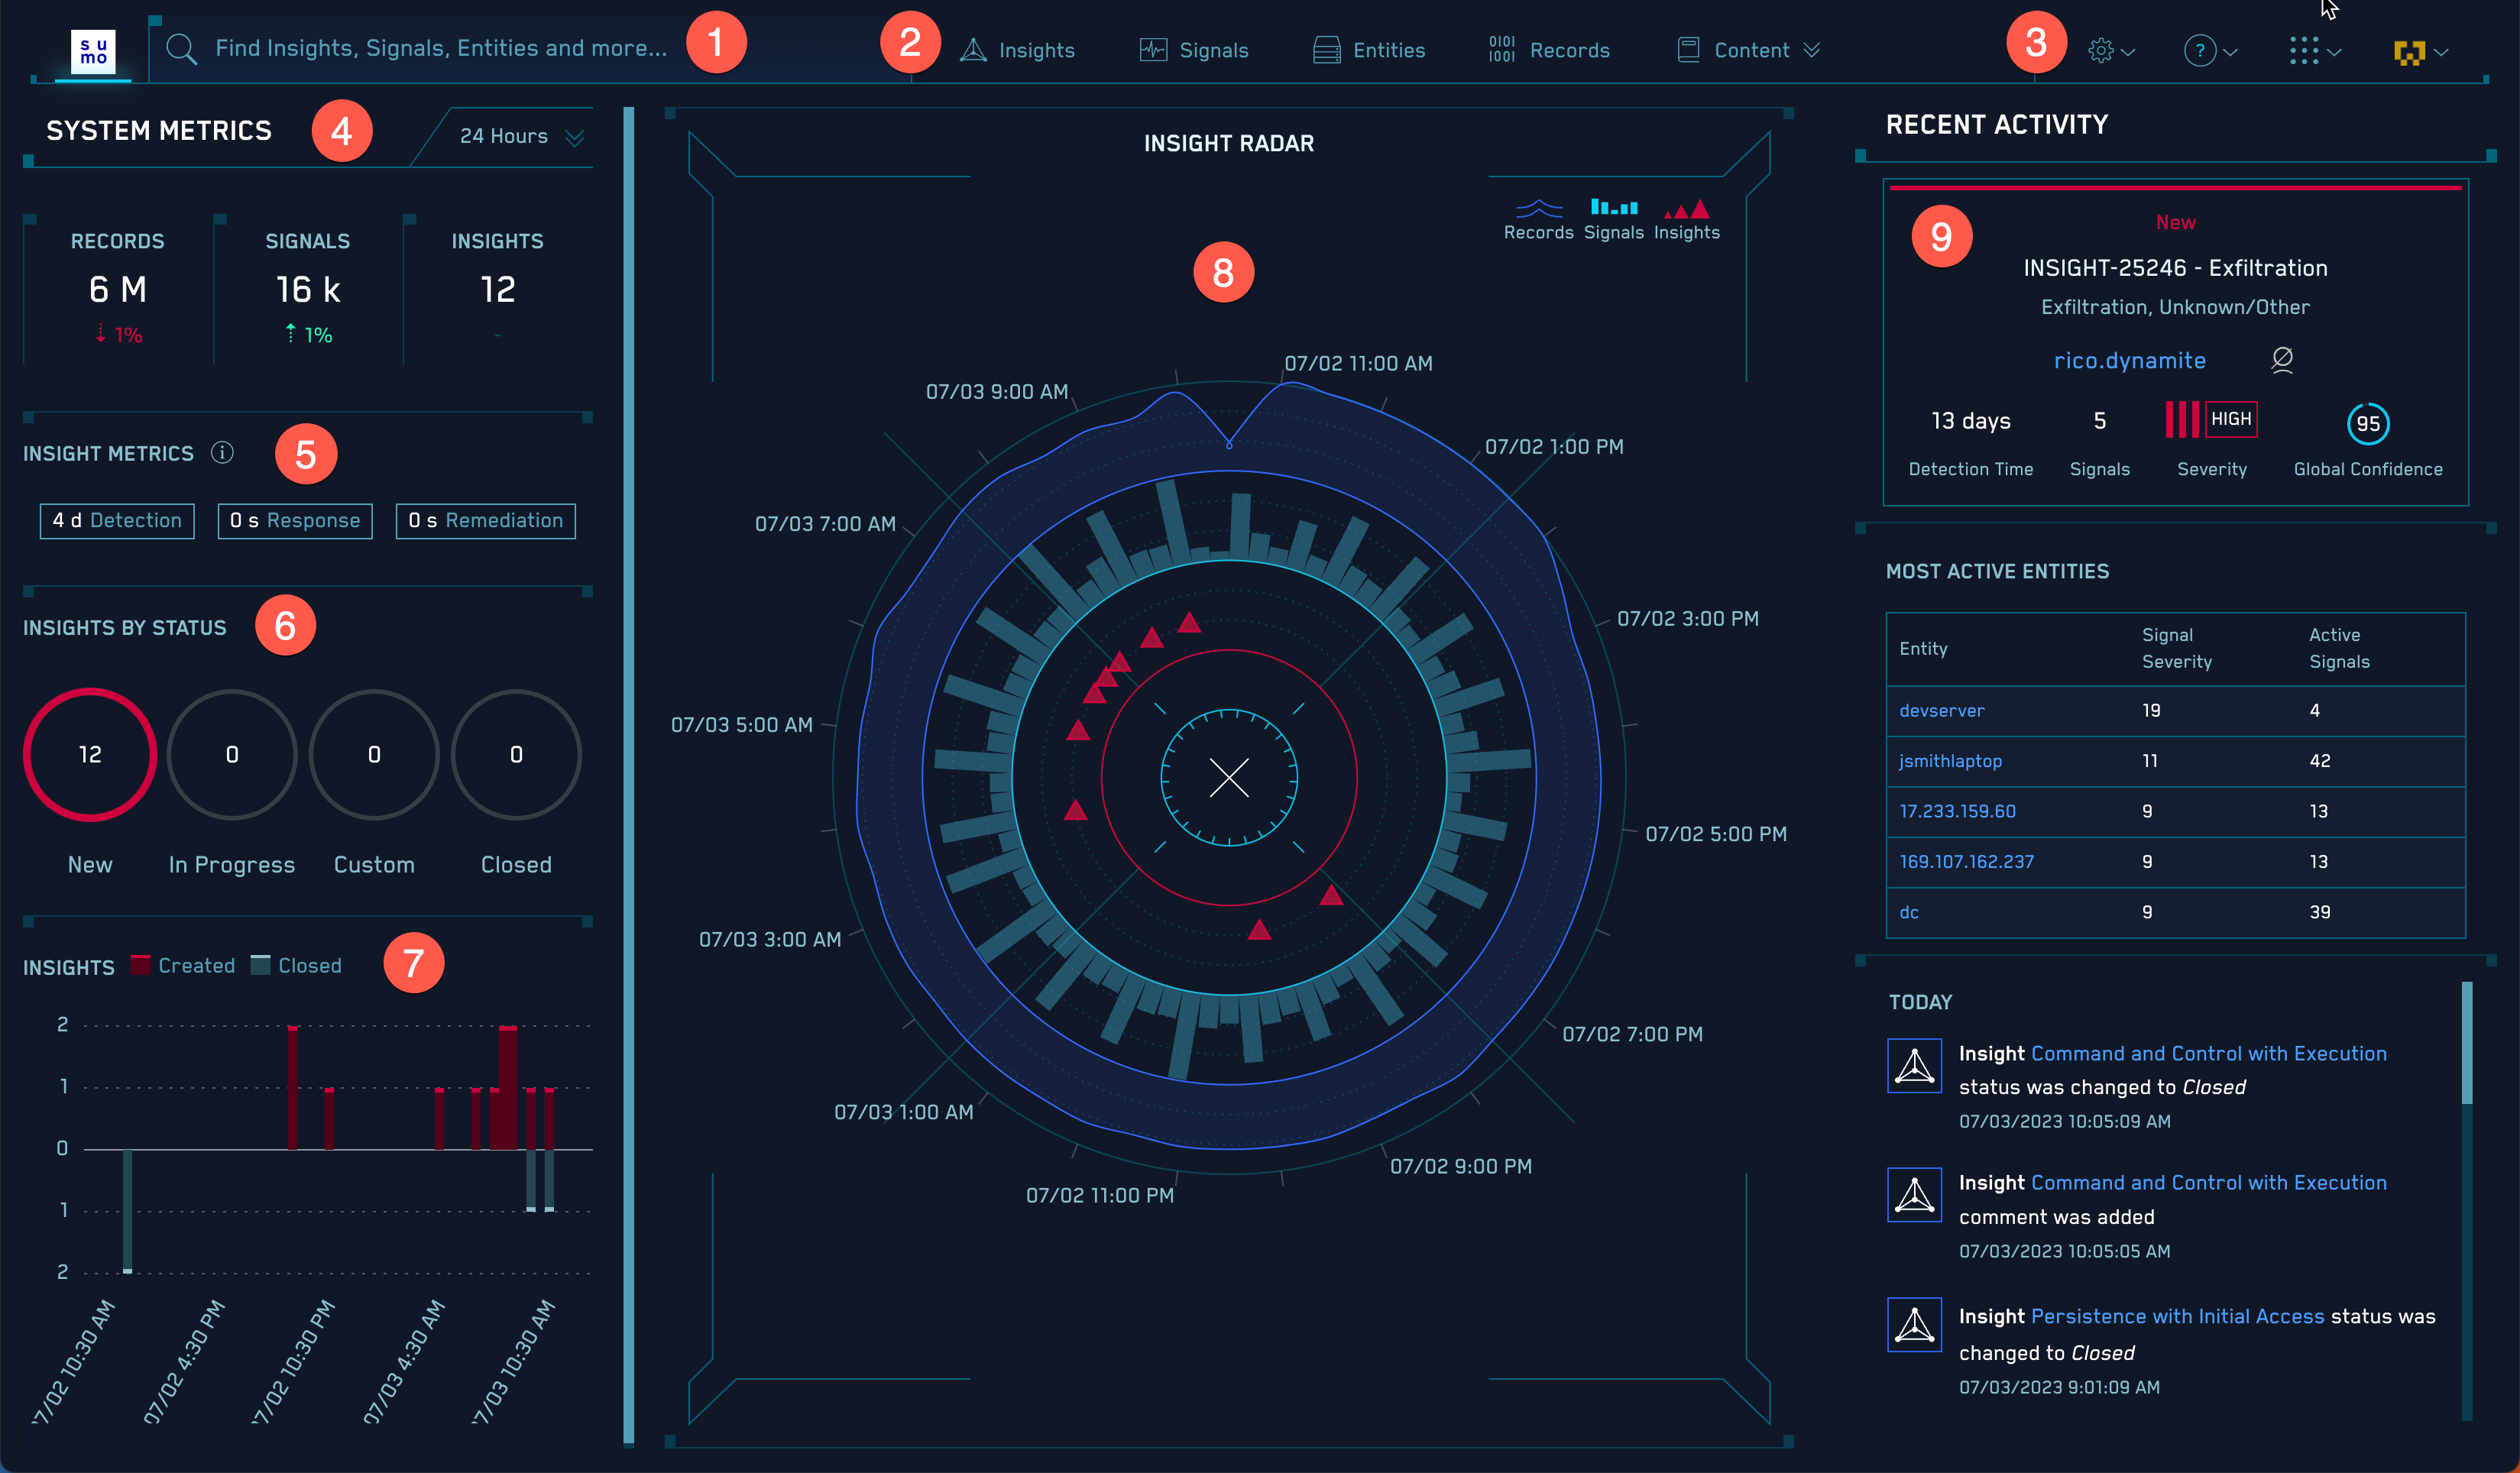 su
mo
Find Insights, Signals, Entities and more...
1
2
Insights
Signals
Entities
0101
1001
Records
Content
3
?
SYSTEM METRICS
4
24 Hours
RECORDS
6 M
1%
SIGNALS
16 k
1%
INSIGHTS
12
-
INSIGHT METRICS
i
5
4 d Detection
0 s Response
0 s Remediation
INSIGHTS BY STATUS
6
12
0
0
0
New
In Progress
Custom
Closed
INSIGHTS
Created
Closed
7
2
1
0
1
2
07/02 10:30 AM
07/02 4:30 PM
07/02 10:30 PM
07/03 4:30 AM
07/03 10:30 AM
INSIGHT RADAR
Records
Signals
Insights
8
07/02 11:00 AM
07/02 1:00 PM
07/02 3:00 PM
07/02 5:00 PM
07/02 7:00 PM
07/02 9:00 PM
07/02 11:00 PM
07/03 1:00 AM
07/03 3:00 AM
07/03 5:00 AM
07/03 7:00 AM
07/03 9:00 AM
RECENT ACTIVITY
9
New
INSIGHT-25246 - Exfiltration
Exfiltration, Unknown/Other
rico.dynamite
13 days
5
HIGH
95
Detection Time
Signals
Severity
Global Confidence
MOST ACTIVE ENTITIES
Entity
Signal
Severity
Active
Signals
devserver 19 4
jsmithlaptop 11 42
17.233.159.60 9 13
169.107.162.237 9 13
dc 9 39
TODAY
Insight Command and Control with Execution
status was changed to Closed
07/03/2023 10:05:09 AM
Insight Command and Control with Execution
comment was added
07/03/2023 10:05:05 AM
Insight Persistence with Initial Access status was
changed to Closed
07/03/2023 9:01:09 AM